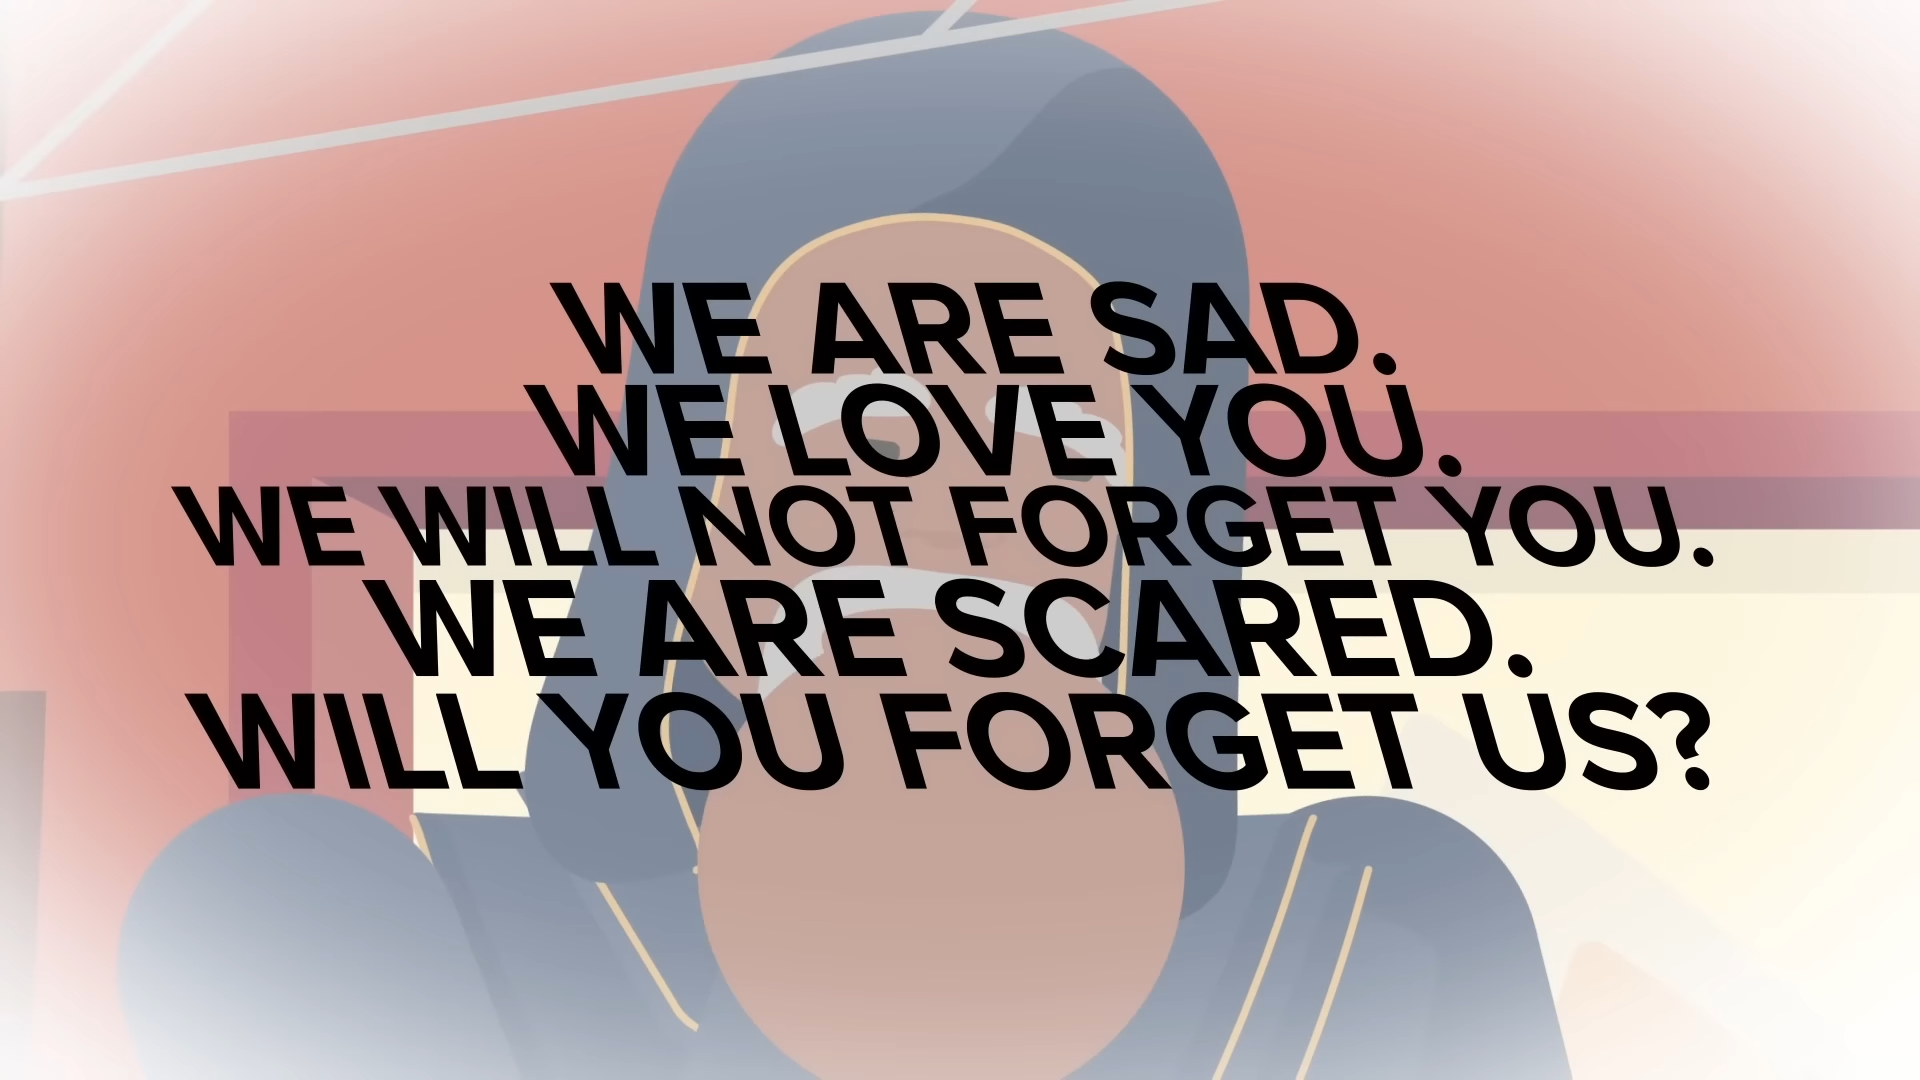 WE ARE SAD.
WE LOVE YOU.
WE WILL NOT FORGET YOU.
WE ARE SCARED.
WILL YOU FORGET US?